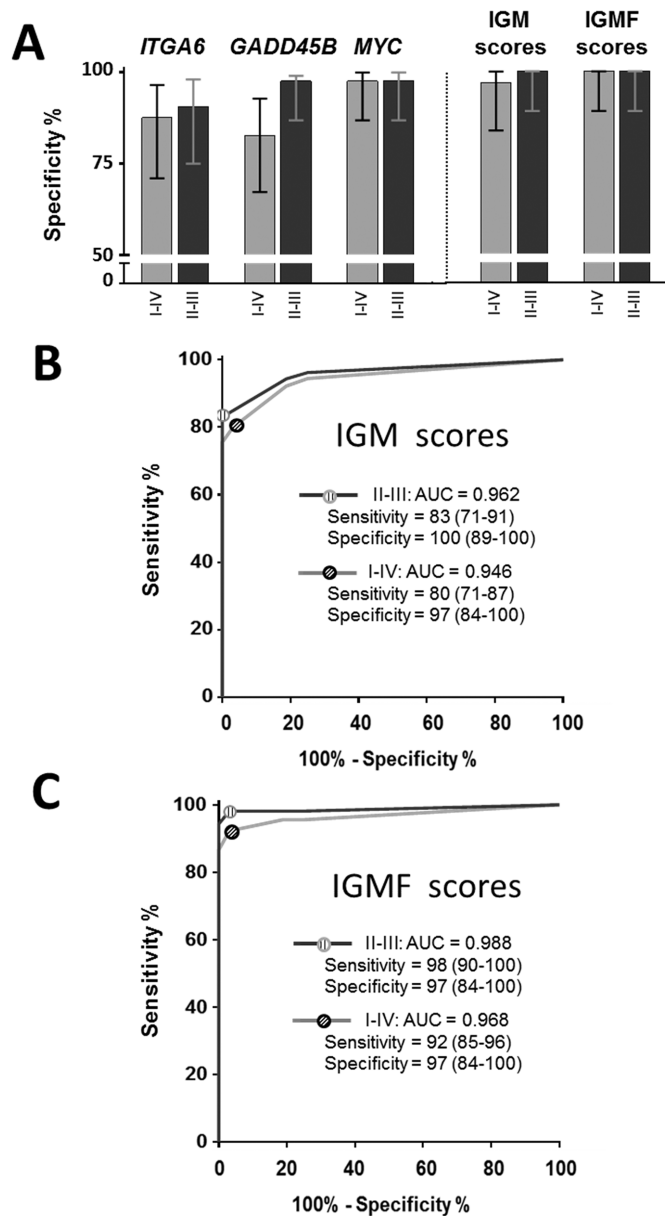 A
ITGA6 GADD45B MYC
IGM scores
IGMF scores
Specificity %
100
75
50
0
I-IV II-III I-IV II-III I-IV II-III I-IV II-III I-IV II-III
B
Sensitivity %
100
80
60
40
20
0
IGM scores
II-III: AUC = 0.962
Sensitivity = 83 (71-91)
Specificity = 100 (89-100)
I-IV: AUC = 0.946
Sensitivity = 80 (71-87)
Specificity = 97 (84-100)
0 20 40 60 80 100
100% - Specificity %
C
Sensitivity %
100
80
60
40
20
0
IGMF scores
II-III: AUC = 0.988
Sensitivity = 98 (90-100)
Specificity = 97 (84-100)
I-IV: AUC = 0.968
Sensitivity = 92 (85-96)
Specificity = 97 (84-100)
0 20 40 60 80 100
100% - Specificity %